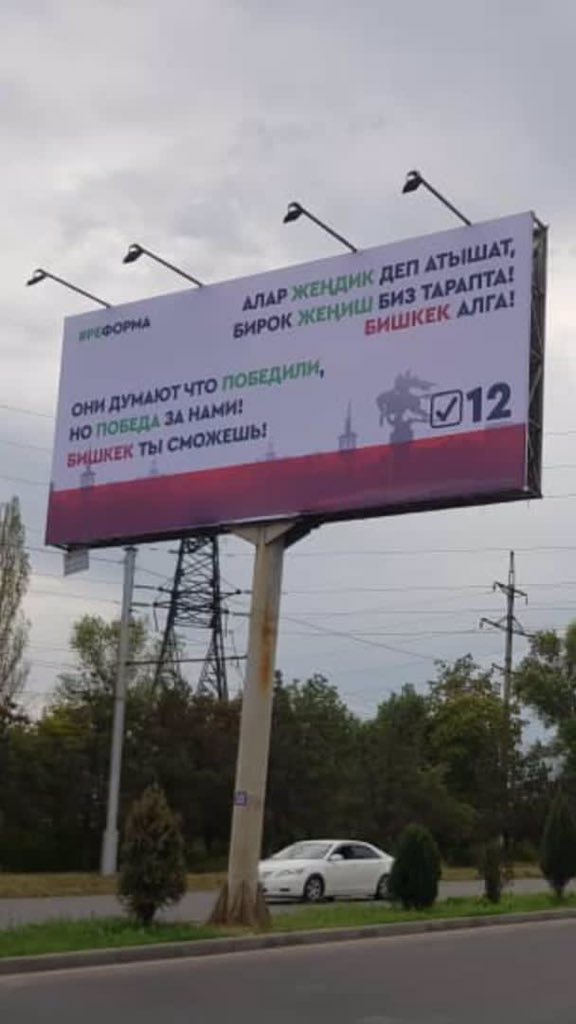 #РЕФОРМА
АЛАР ЖЕҢДИК ДЕП АТЫШАТ,
БИРОК ЖЕҢИШ БИЗ ТАРАПТА!
БИШКЕК АЛГА!
ОНИ ДУМАЮТ ЧТО ПОБЕДИЛИ,
НО ПОБЕДА ЗА НАМИ!
БИШКЕК ТЫ СМОЖЕШЬ!
12